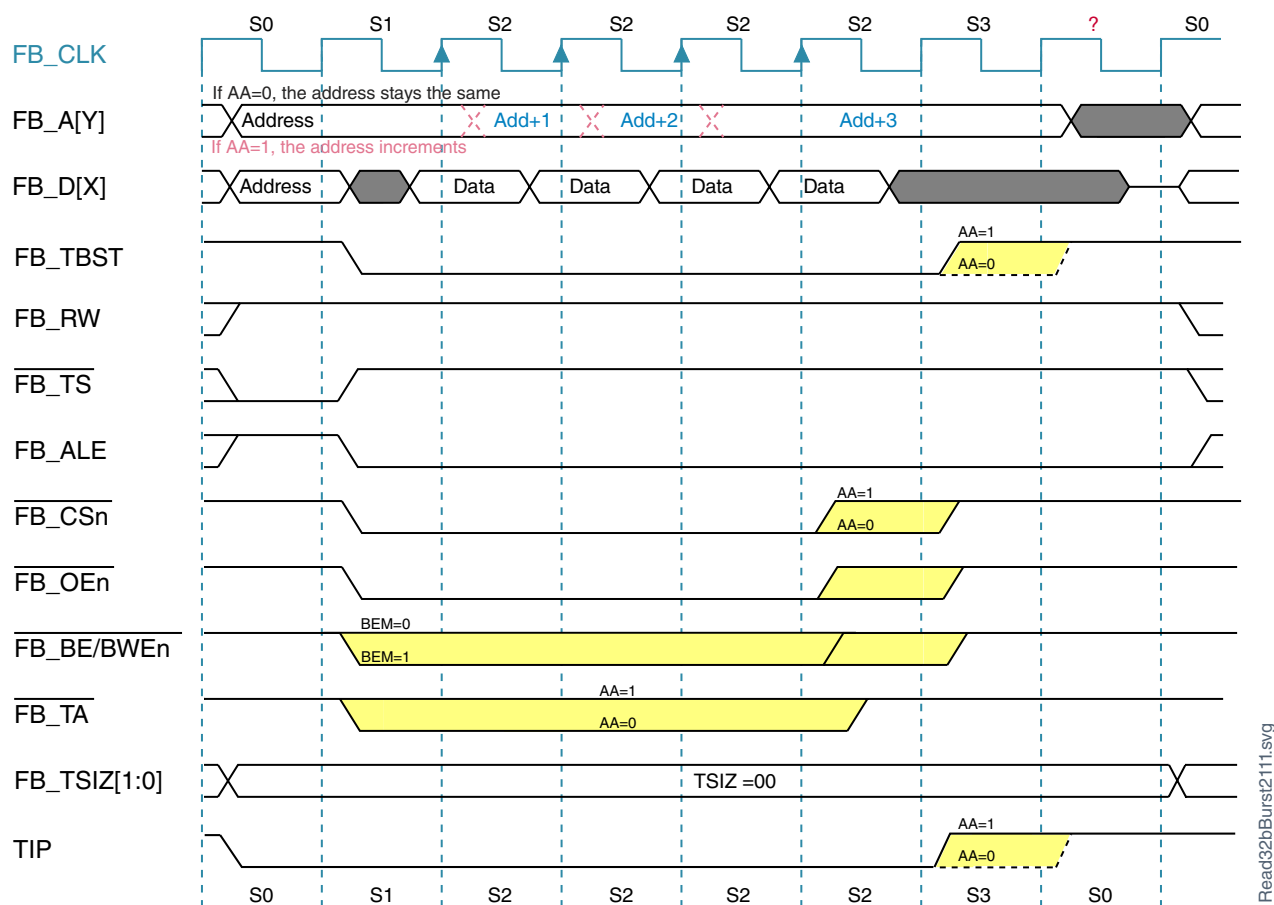 S0 S1 S2 S2 S2 S2 S3 ? S0
FB_CLK
If AA=0, the address stays the same
FB_A[Y] Address Add+1 Add+2 Add+3
If AA=1, the address increments
FB_D[X] Address Data Data Data Data
AA=1
FB_TBST
AA=0
FB_RW
FB_TS
FB_ALE
AA=1
FB_CSn
AA=0
FB_OEn
BEM=0
FB_BE/BWEn
BEM=1
AA=1
FB_TA
AA=0
FB_TSIZ[1:0] TSIZ =00
AA=1
TIP
AA=0
S0 S1 S2 S2 S2 S2 S3 S0
Read32bBurst2111.svg